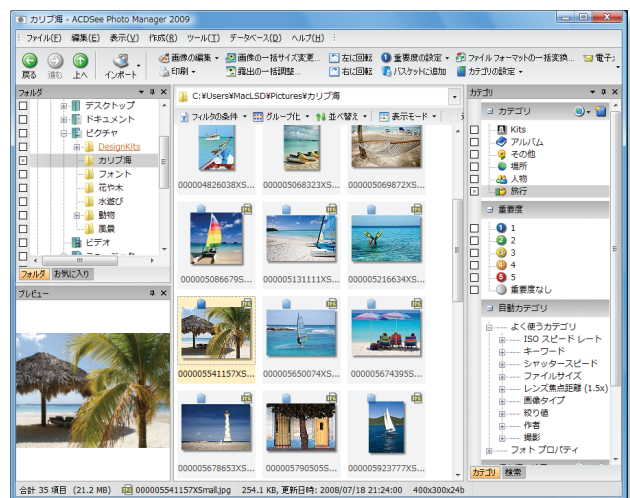 カリブ海 - ACDSee Photo Manager 2009
ファイル(F) 編集(E) 表示(V) 作成(R) ツール(T) データベース(D) ヘルプ(H)
戻る 進む 上へ インポート
画像の編集 画像の一括サイズ変更... 左に回転 重要度の設定 ファイル フォーマットの一括変換... 電子
印刷 露出の一括調整... 右に回転 バスケットに追加 カテゴリの設定
フォルダ
デスクトップ
ドキュメント
ピクチャ
DesignKits
カリブ海
フォント
花や木
水遊び
動物
風景
ビデオ
フォルダ お気に入り
プレビュー
C:¥Users¥MacLSD¥Pictures¥カリブ海
フィルタの条件 グループ化 並べ替え 表示モード
000004826038XS... 000005068323XS... 000005069872XS...
000005086679S... 000005131111XS... 000005216634XS...
000005541157XS... 000005650074XS... 000005674395S...
000005678653XS... 000005790505S... 000005923777XS...
カテゴリ
カテゴリ
Kits
アルバム
その他
場所
人物
旅行
重要度
1
2
3
4
5
重要度なし
自動カテゴリ
よく使うカテゴリ
ISO スピード レート
キーワード
シャッタースピード
ファイルサイズ
レンズ焦点距離 (1.5x)
画像タイプ
絞り値
作者
撮影
フォト プロパティ
カテゴリ 検索
合計 35 項目 (21.2 MB) 000005541157XSmall.jpg 254.1 KB, 更新日時: 2008/07/18 21:24:00 400x300x24b